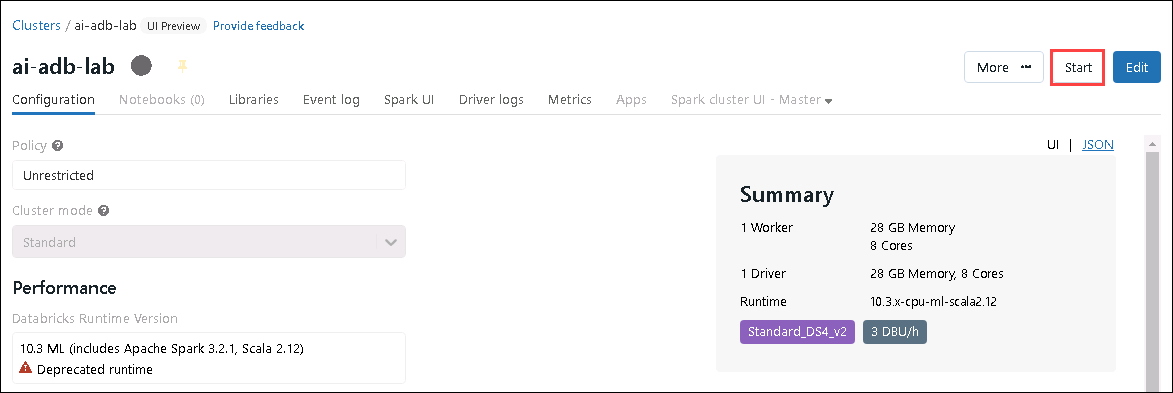 Clusters / ai-adb-lab UI Preview Provide feedback
ai-adb-lab More ••• Start Edit
Configuration Notebooks (0) Libraries Event log Spark UI Driver logs Metrics Apps Spark cluster UI - Master
UI | JSON
Policy ?
Unrestricted
Cluster mode ?
Standard
Performance
Databricks Runtime Version
10.3 ML (includes Apache Spark 3.2.1, Scala 2.12)
Deprecated runtime
Summary
1 Worker 28 GB Memory
8 Cores
1 Driver 28 GB Memory, 8 Cores
Runtime 10.3.x-cpu-ml-scala2.12
Standard_DS4_v2 3 DBU/h